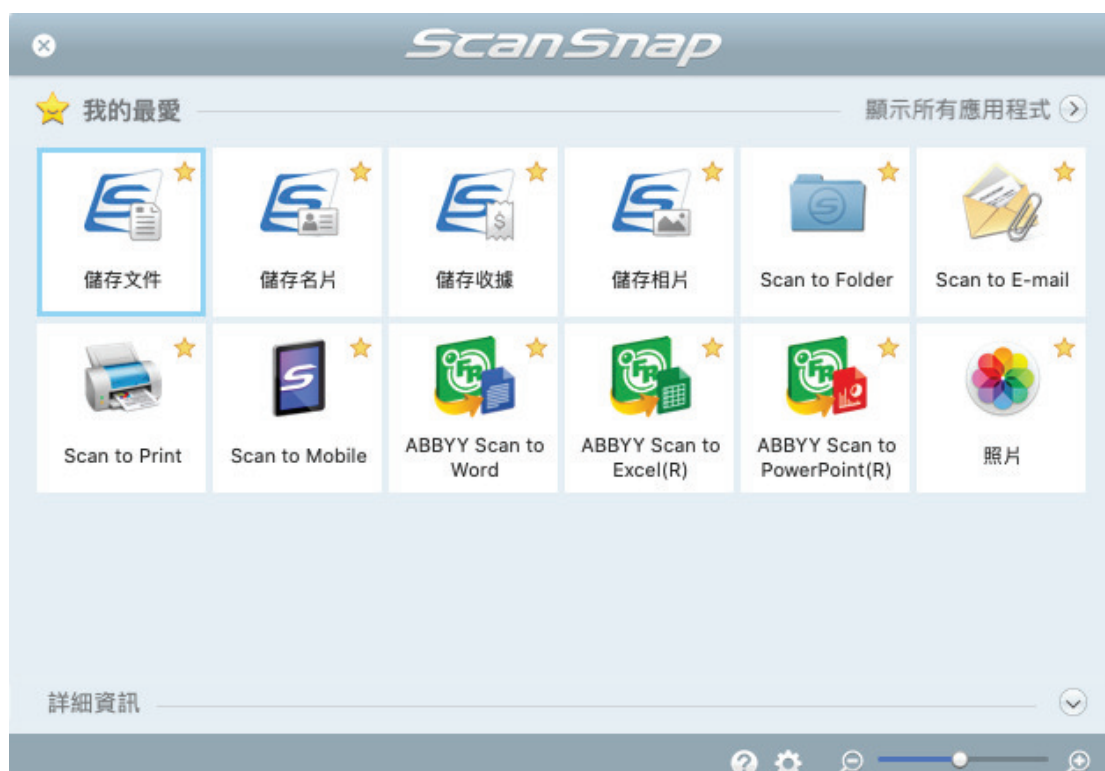 ScanSnap
我的最愛
顯示所有應用程式
儲存文件
儲存名片
儲存收據
儲存相片
Scan to Folder
Scan to E-mail
Scan to Print
Scan to Mobile
ABBYY Scan to
Word
ABBYY Scan to
Excel(R)
ABBYY Scan to
PowerPoint(R)
照片
詳細資訊